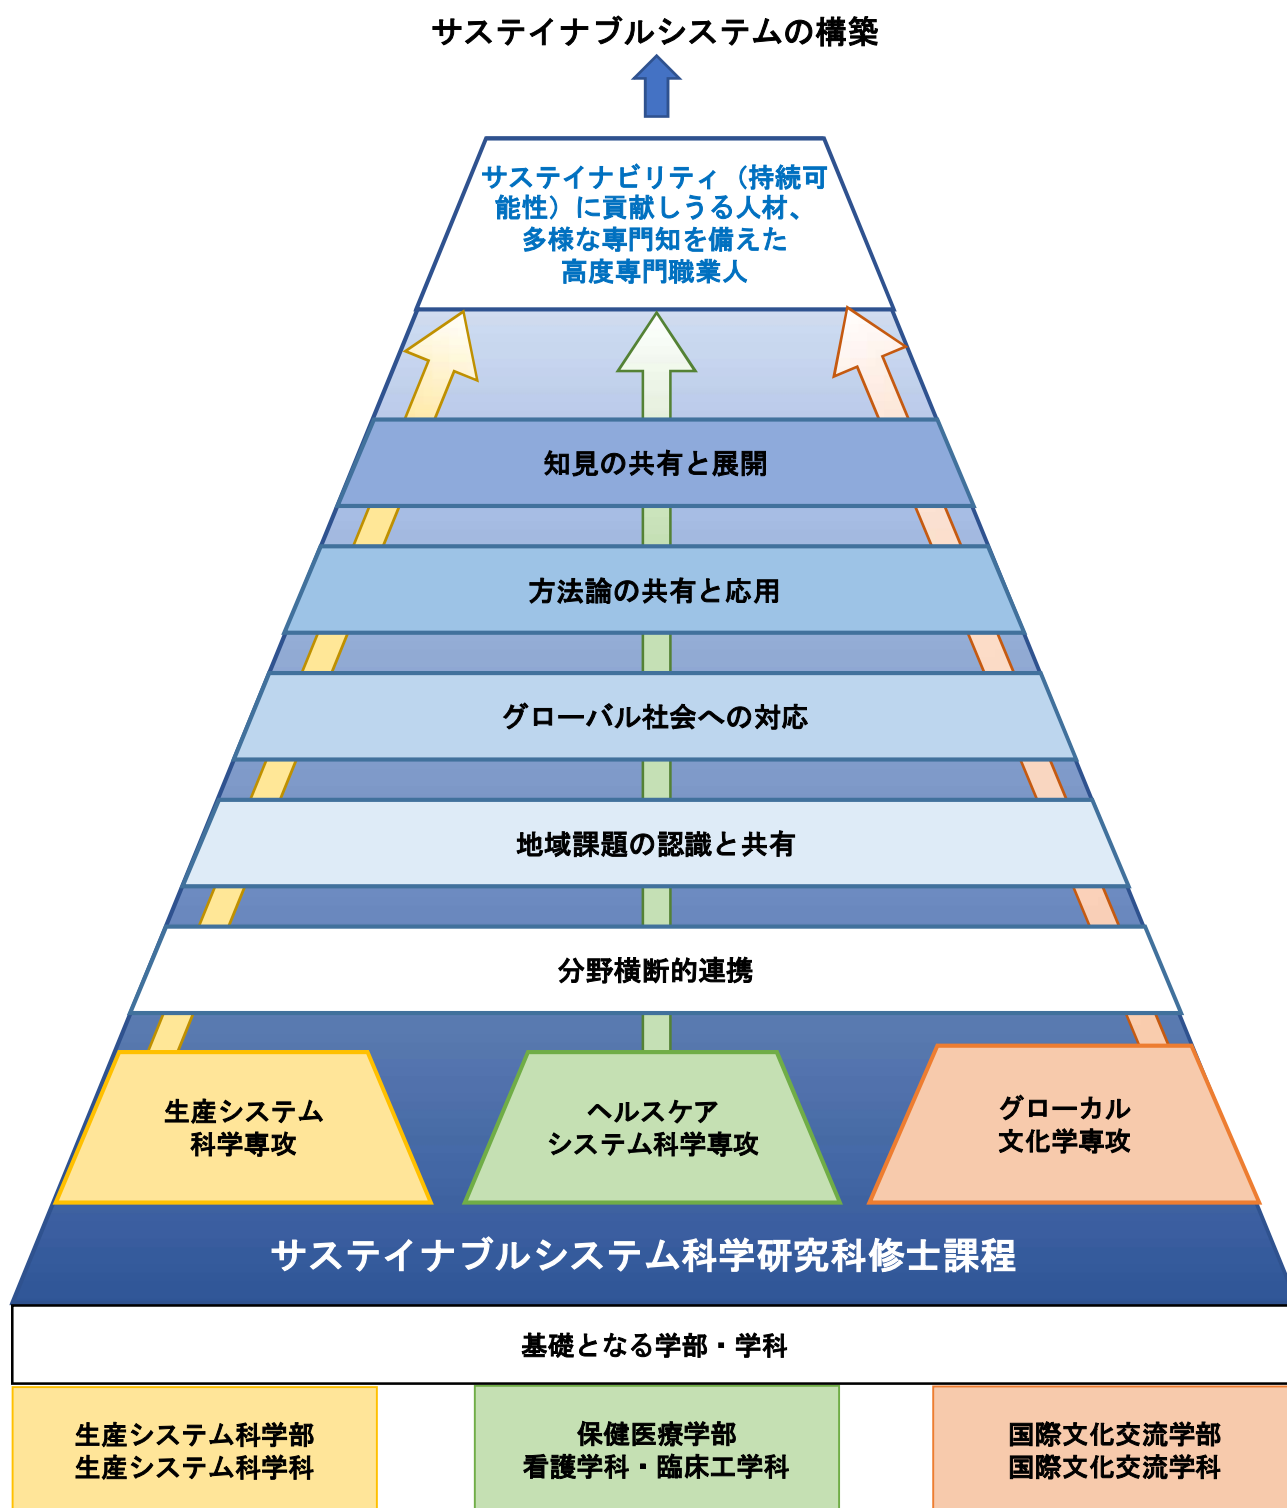 サステイナブルシステムの構築
サステイナビリティ（持続可
能性）に貢献しうる人材、
多様な専門知を備えた
高度専門職業人
知見の共有と展開
方法論の共有と応用
グローバル社会への対応
地域課題の認識と共有
分野横断的連携
生産システム
科学専攻
ヘルスケア
システム科学専攻
グローカル
文化学専攻
サステイナブルシステム科学研究科修士課程
基礎となる学部・学科
生産システム科学部
生産システム科学科
保健医療学部
看護学科・臨床工学科
国際文化交流学部
国際文化交流学科